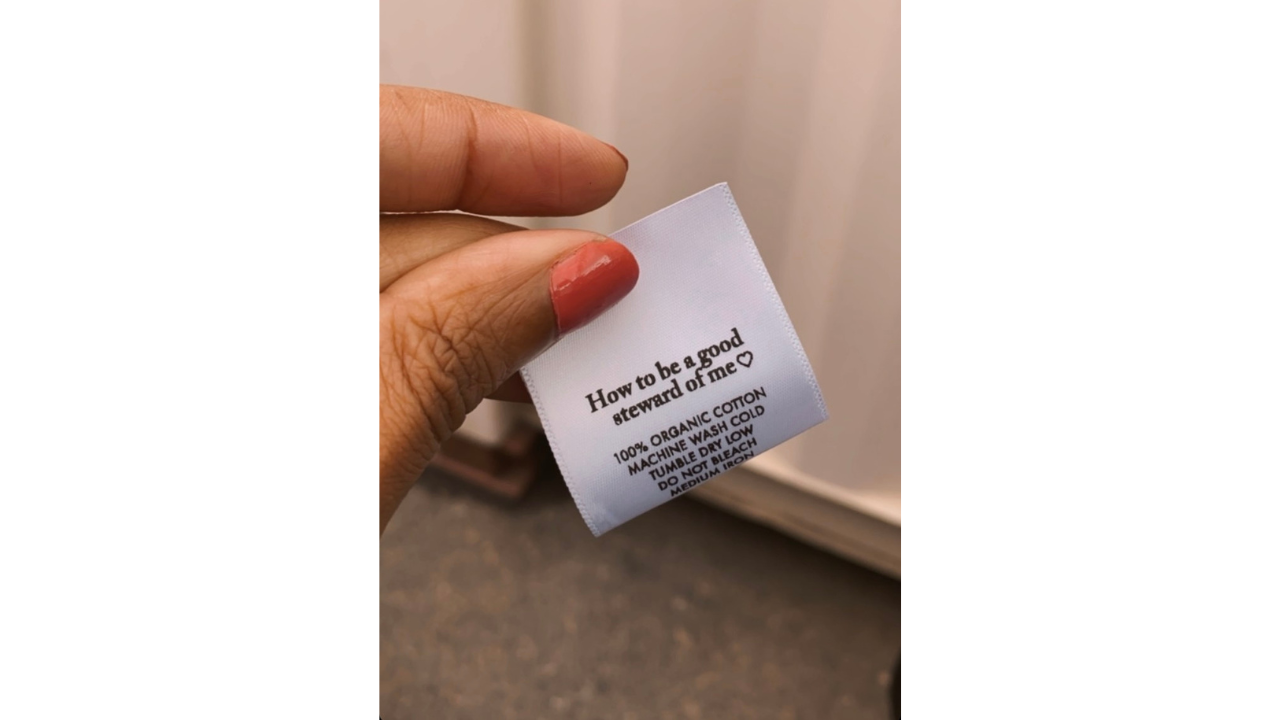 How to be a good
steward of me♡
100% ORGANIC COTTON
MACHINE WASH COLD
TUMBLE DRY LOW
DO NOT BLEACH
MEDIUM IRON